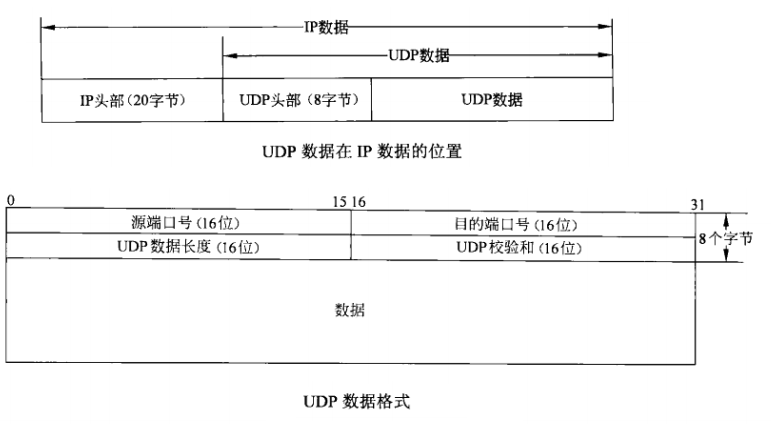 IP数据
UDP数据
IP头部(20字节) UDP头部(8字节) UDP数据
UDP 数据在 IP 数据的位置
0 15 16 31
源端口号(16位) 目的端口号(16位)
8个字节
UDP数据长度(16位) UDP校验和(16位)
数据
UDP 数据格式